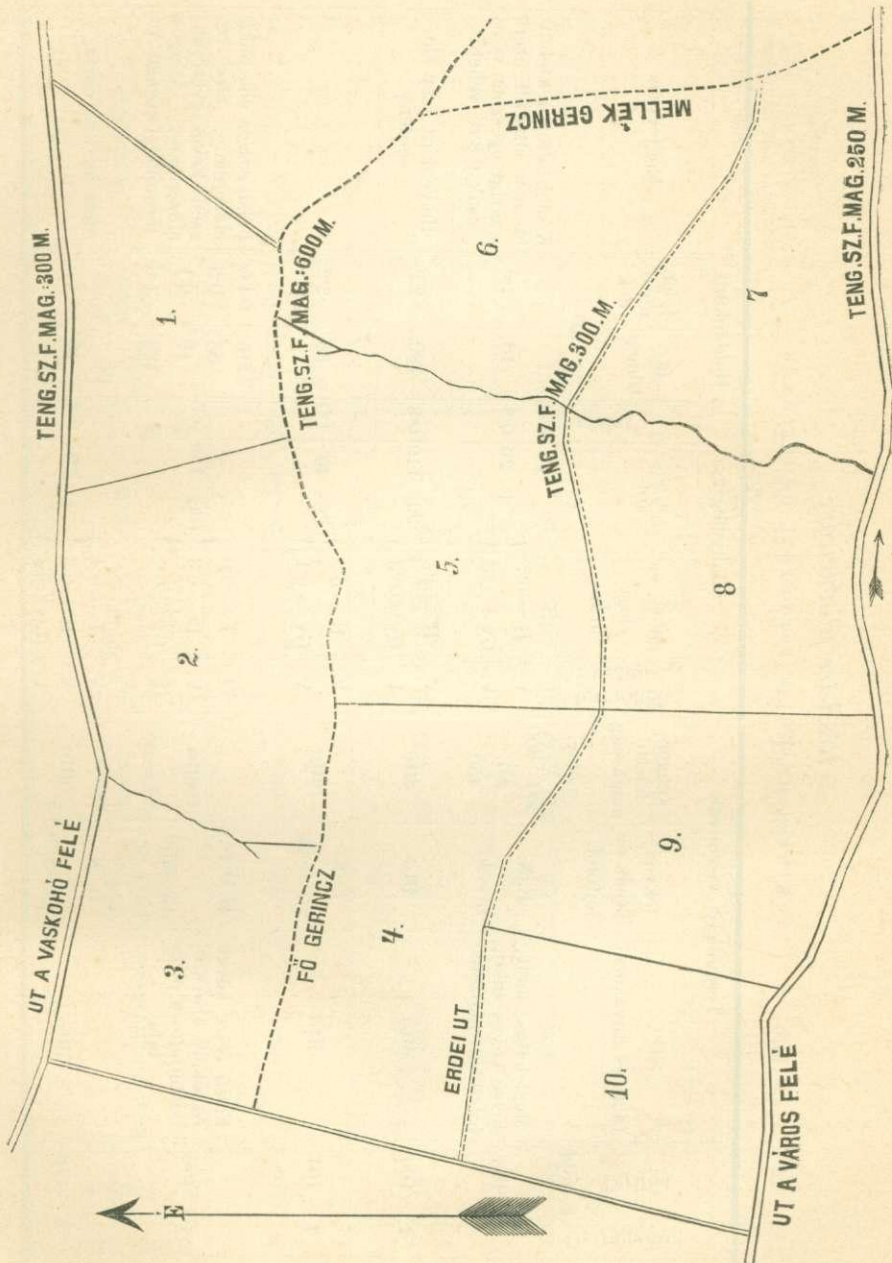 UT A VASKOHÓ FELÉ
TENG.SZ.F.MAG.:300 M.
3.
2.
1.
FŐ GERINCZ
TENG.SZ.F. MAG.:600M.
4.
5.
6.
MELLÉK GERINCZ
ERDEI UT
TENG.SZ.F. MAG.300.M.
10.
9.
8
7
UT A VÁROS FELÉ
TENG.SZ.F.MAG.250 M.
É